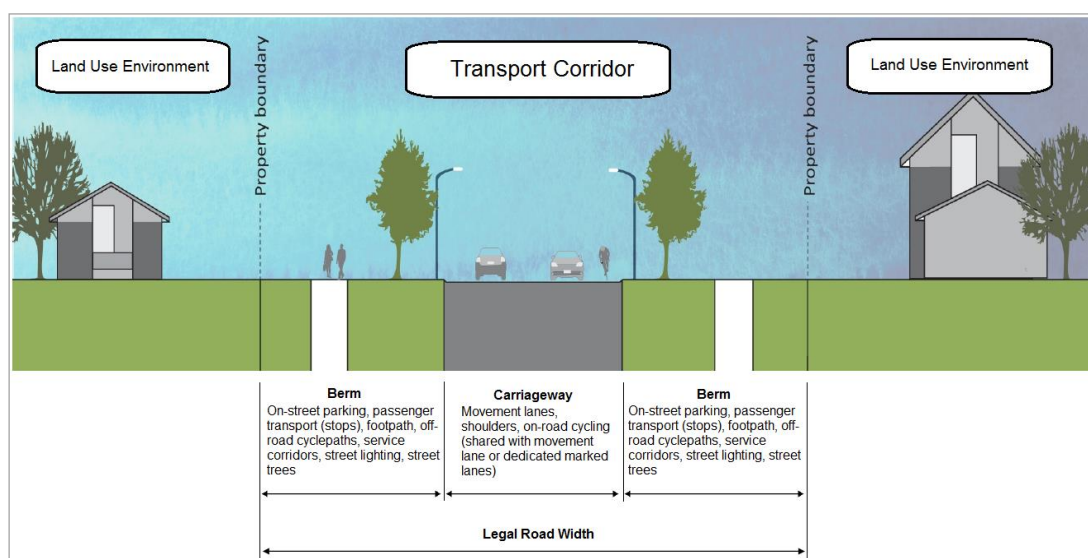 Land Use Environment
Property boundary
Transport Corridor
Property boundary
Land Use Environment
Berm
On-street parking, passenger
transport (stops), footpath, off-
road cyclepaths, service
corridors, street lighting, street
trees
Carriageway
Movement lanes,
shoulders, on-road cycling
(shared with movement
lane or dedicated marked
lanes)
Berm
On-street parking, passenger
transport (stops), footpath, off-
road cyclepaths, service
corridors, street lighting, street
trees
Legal Road Width